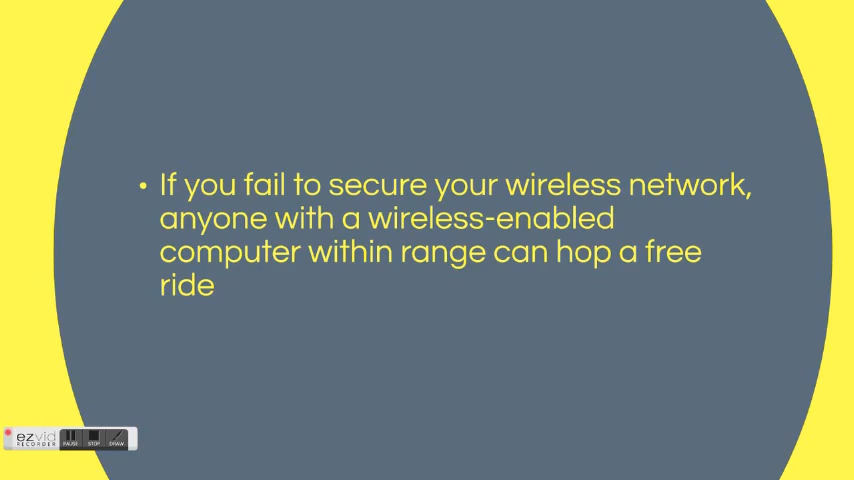 • If you fail to secure your wireless network,
anyone with a wireless-enabled
computer within range can hop a free
ride
ezvid
RECORDER
PAUSE STOP DRAW